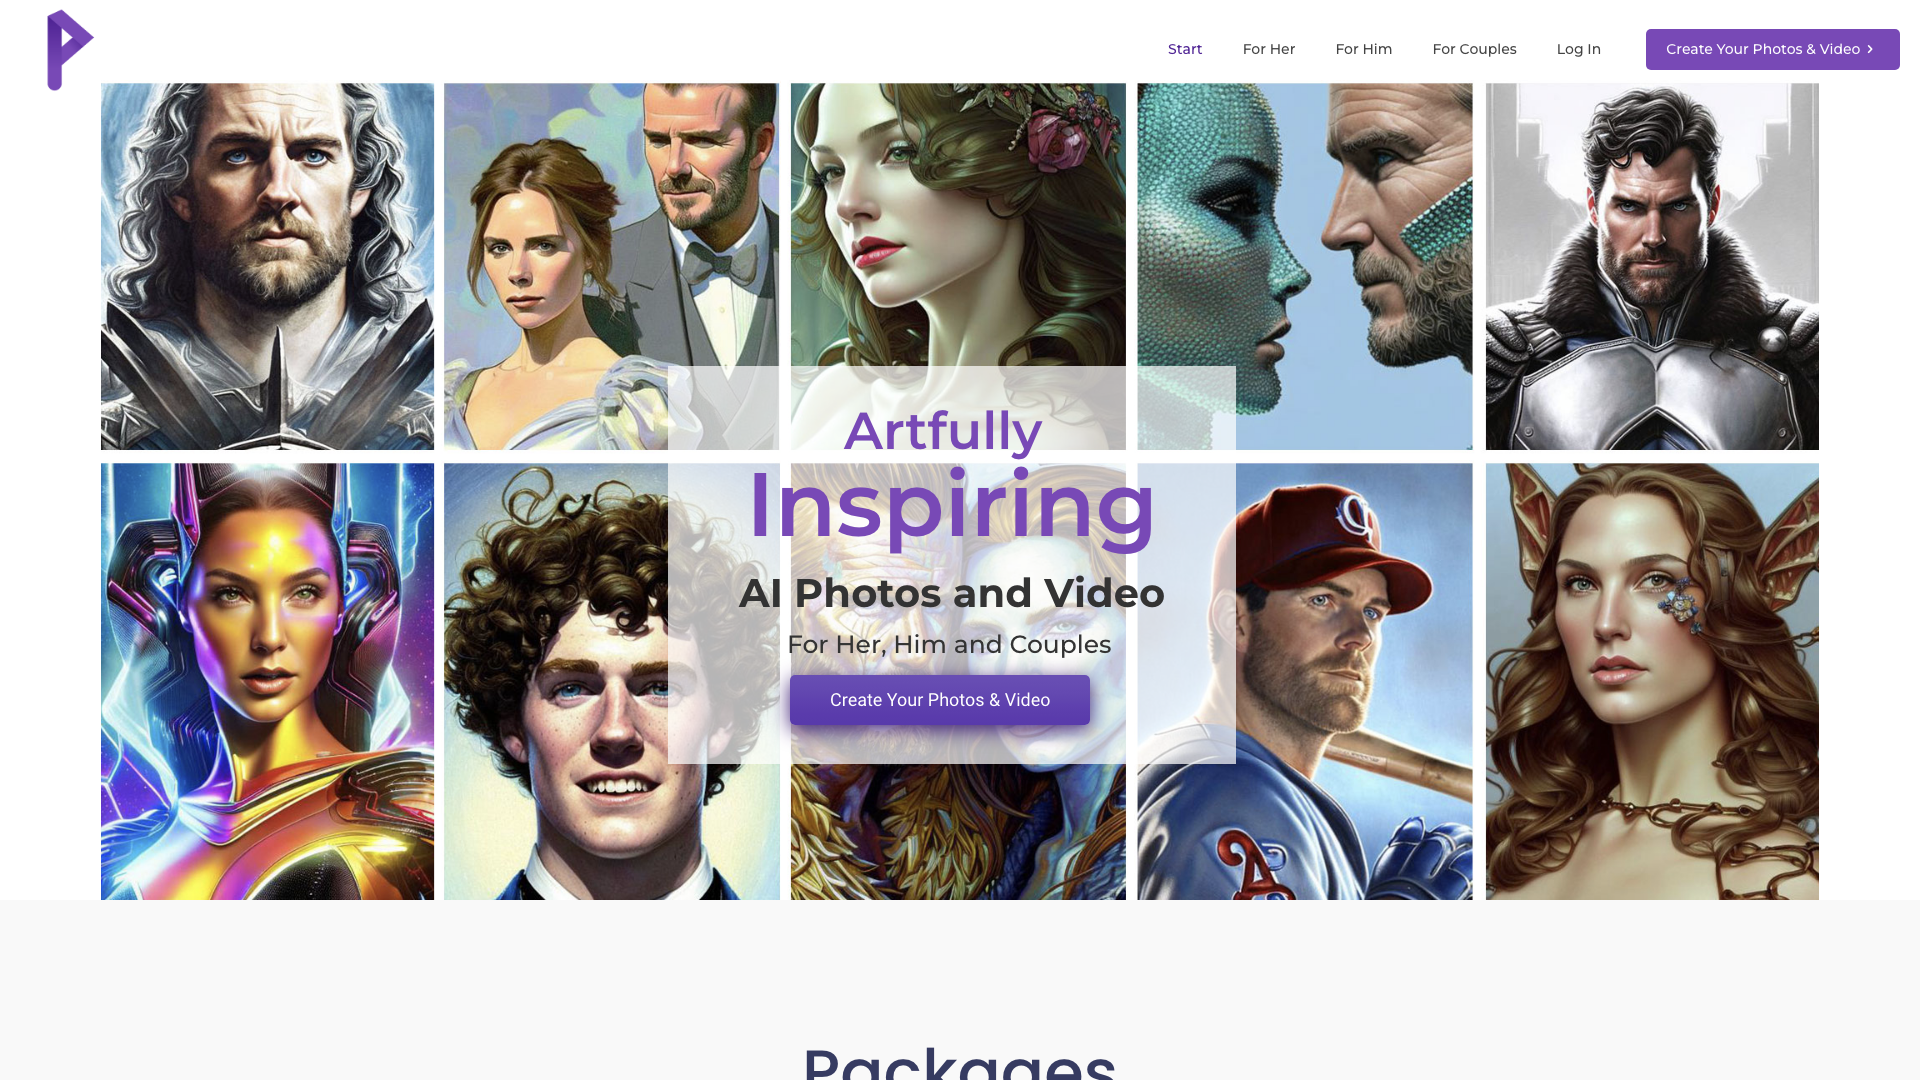 Start
For Her
For Him
For Couples
Log In
Create Your Photos & Video
Artfully
Inspiring
AI Photos and Video
For Her, Him and Couples
Create Your Photos & Video
Packages